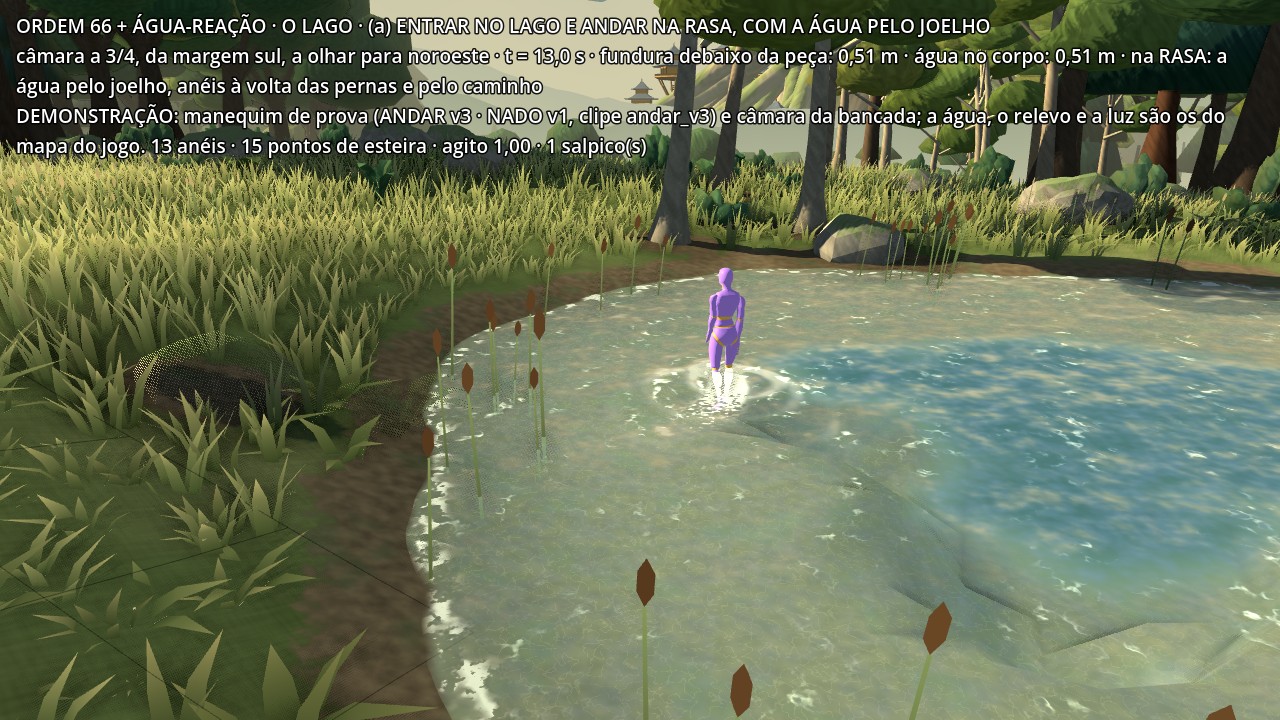 ORDEM 66 + ÁGUA-REAÇÃO · O LAGO · (a) ENTRAR NO LAGO E ANDAR NA RASA, COM A ÁGUA PELO JOELHO
câmara a 3/4, da margem sul, a olhar para noroeste · t = 13,0 s · fundura debaixo da peça: 0,51 m · água no corpo: 0,51 m · na RASA: a
água pelo joelho, anéis à volta das pernas e pelo caminho
DEMONSTRAÇÃO: manequim de prova (ANDAR v3 · NADO v1, clipe andar_v3) e câmara da bancada; a água, o relevo e a luz são os do
mapa do jogo. 13 anéis · 15 pontos de esteira · agito 1,00 · 1 salpico(s)